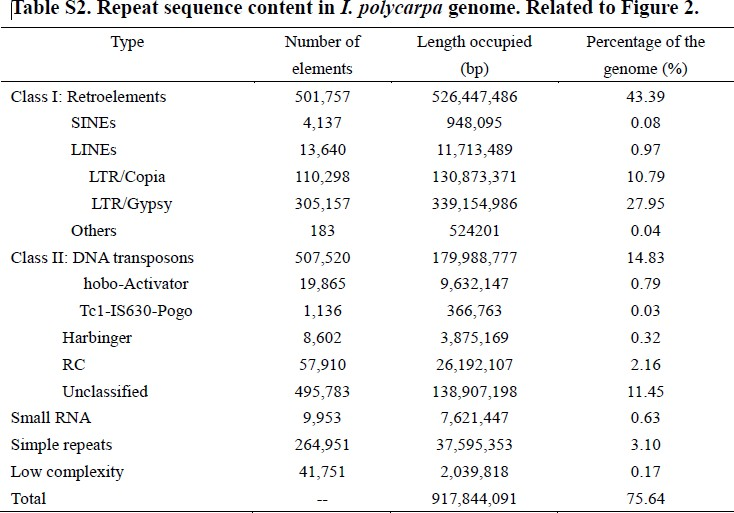 Table S2. Repeat sequence content in I. polycarpa genome. Related to Figure 2.
Type Number of elements Length occupied (bp) Percentage of the genome (%)
Class I: Retroelements 501,757 526,447,486 43.39
SINEs 4,137 948,095 0.08
LINEs 13,640 11,713,489 0.97
LTR/Copia 110,298 130,873,371 10.79
LTR/Gypsy 305,157 339,154,986 27.95
Others 183 524201 0.04
Class II: DNA transposons 507,520 179,988,777 14.83
hobo-Activator 19,865 9,632,147 0.79
Tc1-IS630-Pogo 1,136 366,763 0.03
Harbinger 8,602 3,875,169 0.32
RC 57,910 26,192,107 2.16
Unclassified 495,783 138,907,198 11.45
Small RNA 9,953 7,621,447 0.63
Simple repeats 264,951 37,595,353 3.10
Low complexity 41,751 2,039,818 0.17
Total -- 917,844,091 75.64